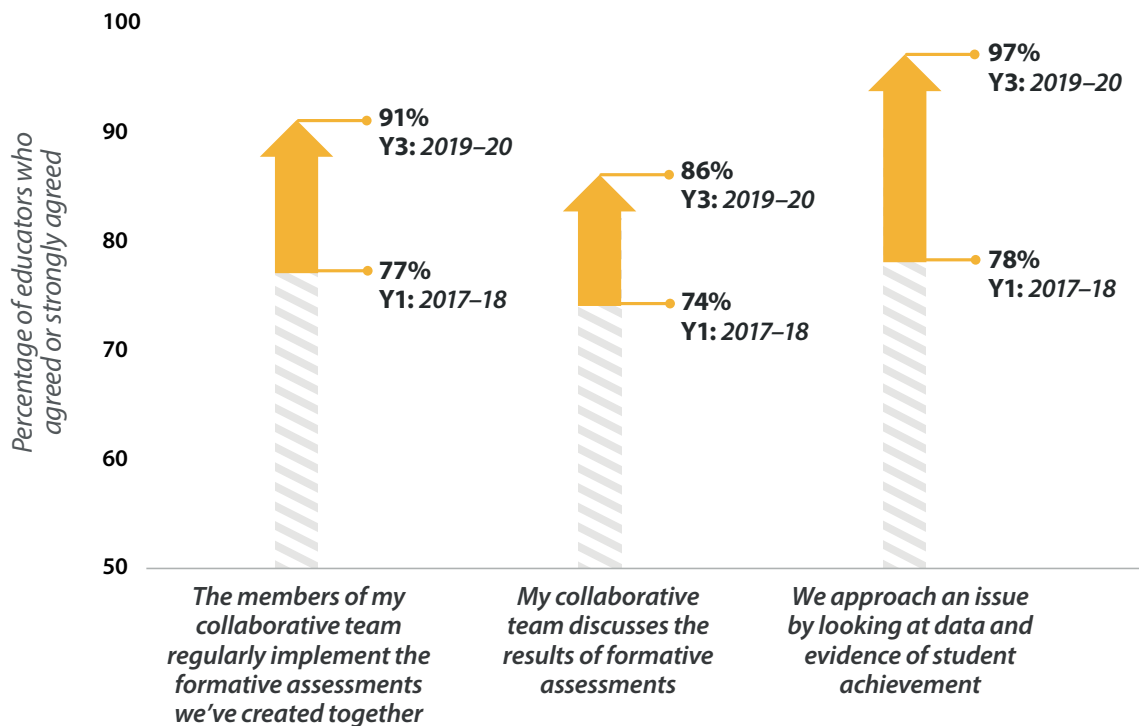 Percentage of educators who
agreed or strongly agreed
100
90
80
70
60
50
91%
Y3: 2019–20
77%
Y1: 2017–18
86%
Y3: 2019–20
74%
Y1: 2017–18
97%
Y3: 2019–20
78%
Y1: 2017–18
The members of my
collaborative team
regularly implement the
formative assessments
we’ve created together
My collaborative
team discusses the
results of formative
assessments
We approach an issue
by looking at data and
evidence of student
achievement